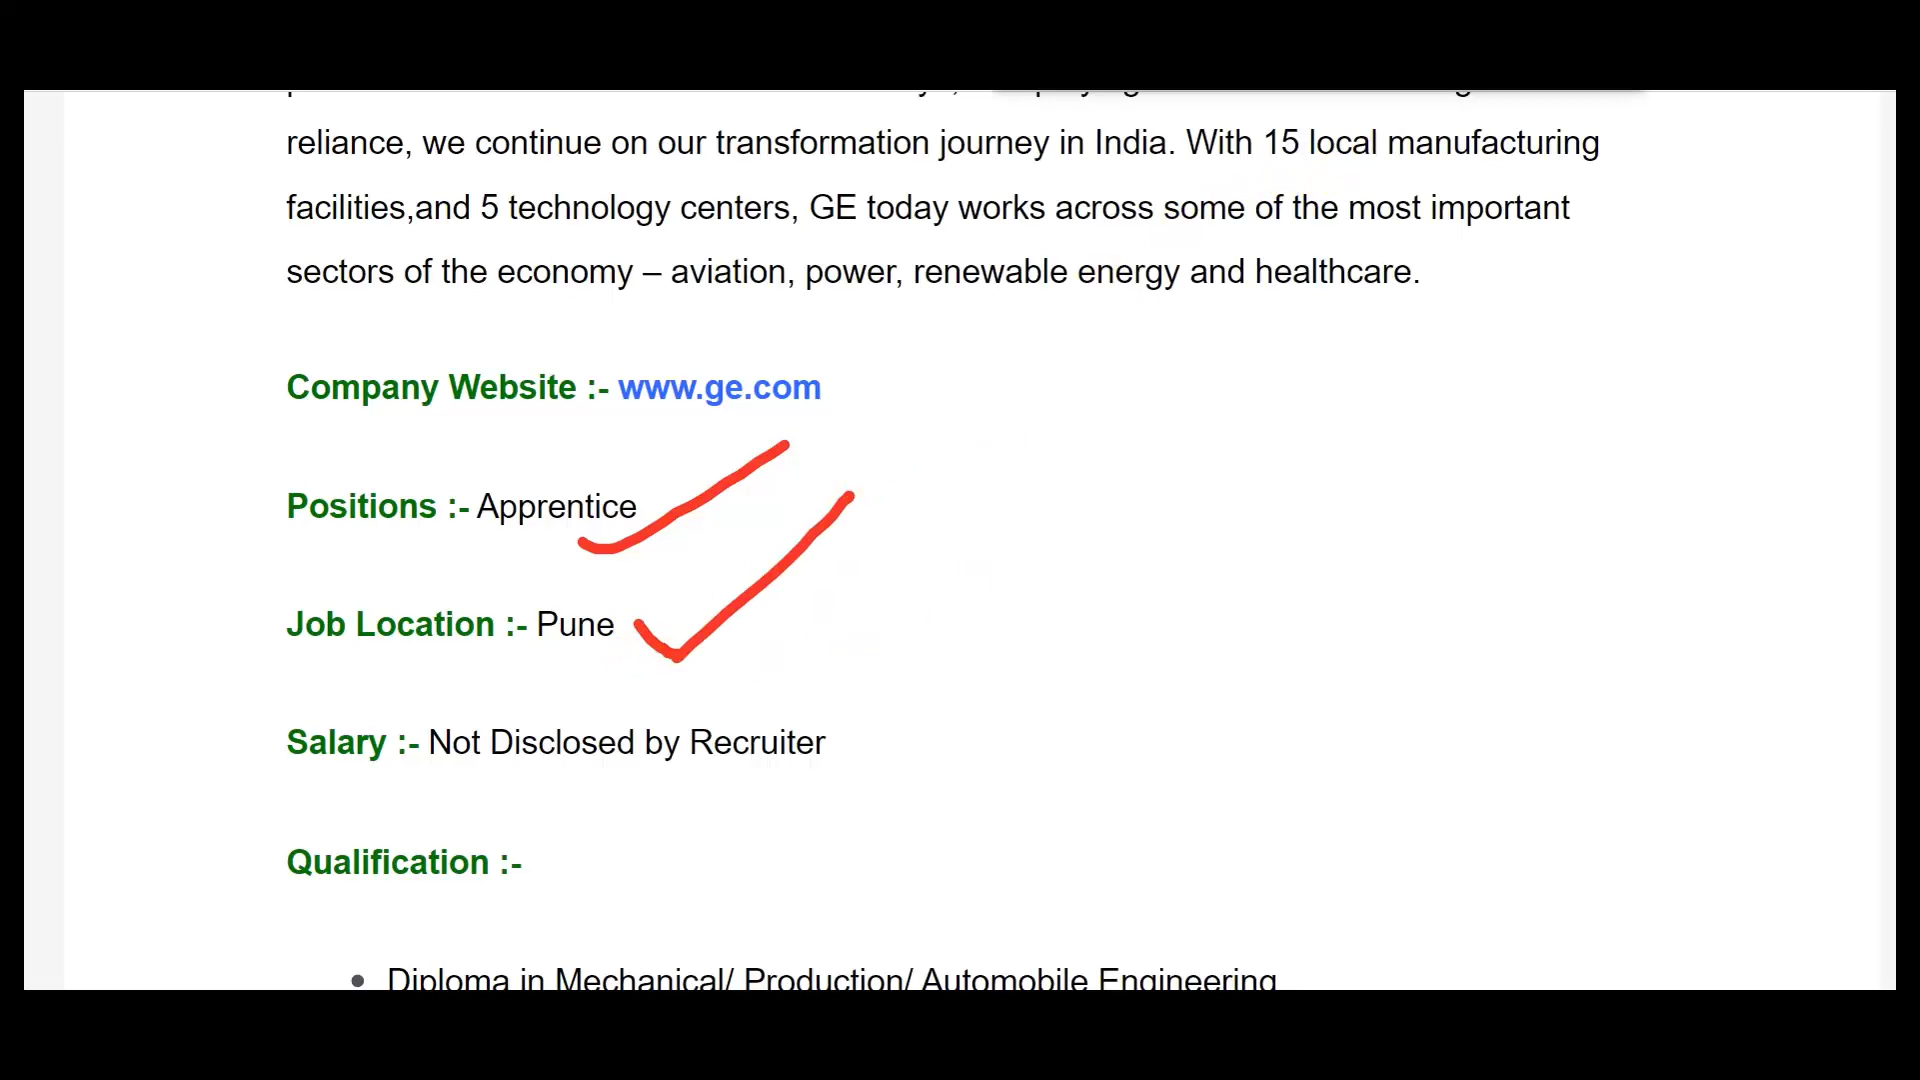 reliance, we continue on our transformation journey in India. With 15 local manufacturing
facilities,and 5 technology centers, GE today works across some of the most important
sectors of the economy – aviation, power, renewable energy and healthcare.
Company Website :- www.ge.com
Positions :- Apprentice
Job Location :- Pune
Salary :- Not Disclosed by Recruiter
Qualification :-
Diploma in Mechanical/ Production/ Automobile Engineering